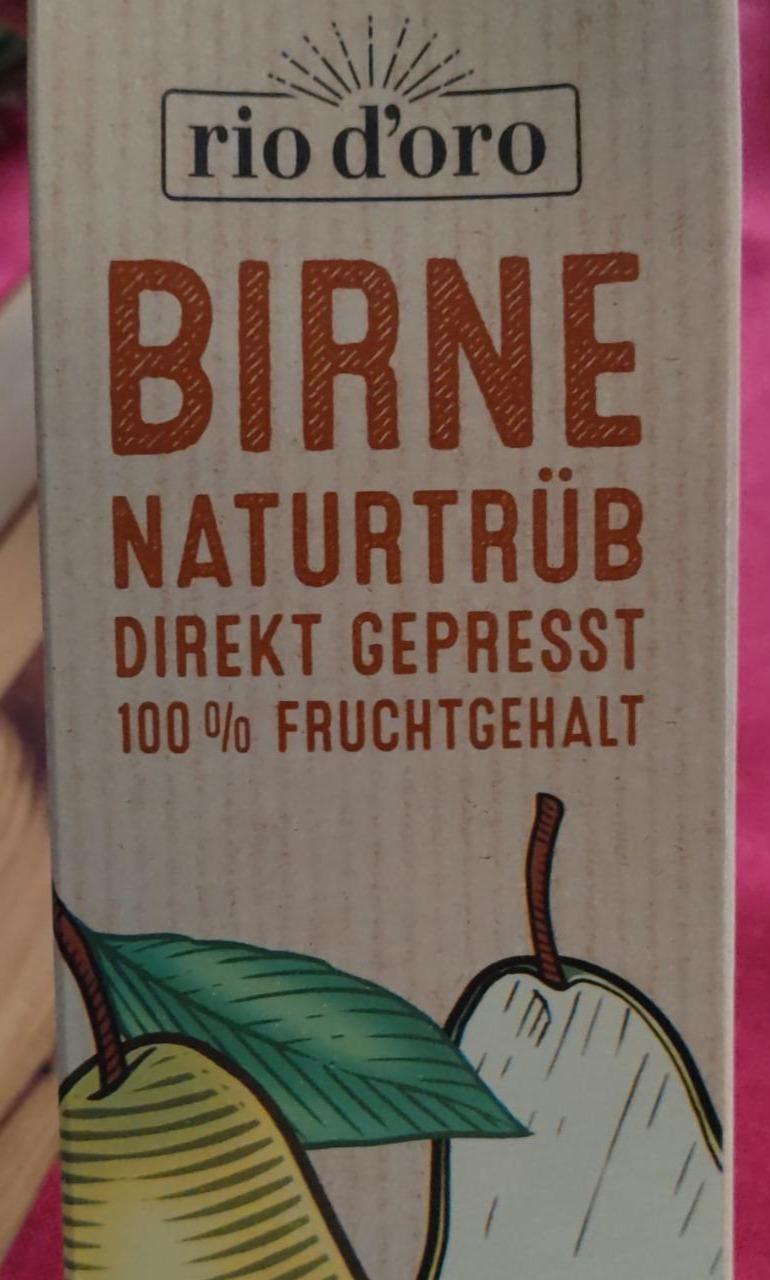 rio d'oro
BIRNE
NATURTRÜB
DIREKT GEPRESST
100 % FRUCHTGEHALT